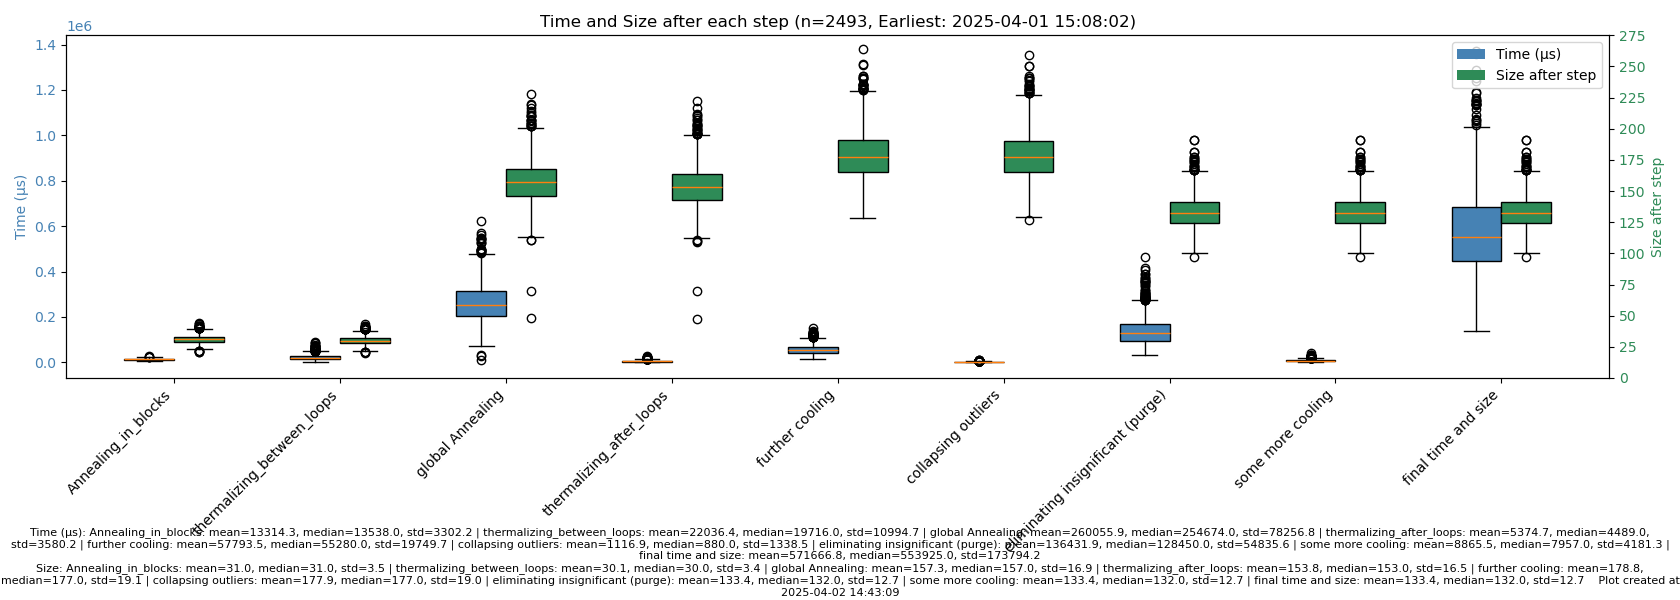 Time and Size after each step (n=2493, Earliest: 2025-04-01 15:08:02)
1e6
1.4
1.2
1.0
0.8
0.6
0.4
0.2
0.0
Time (μs)
275
250
225
200
175
150
125
100
75
50
25
0
Size after step
Time (μs)
Size after step
Annealing_in_blocks
thermalizing_between_loops
global Annealing
thermalizing_after_loops
further cooling
collapsing outliers
eliminating insignificant (purge)
some more cooling
final time and size
Time (μs): Annealing_in_blocks: mean=13314.3, median=13538.0, std=3302.2 | thermalizing_between_loops: mean=22036.4, median=19716.0, std=10994.7 | global Annealing: mean=260055.9, median=254674.0, std=78256.8 | thermalizing_after_loops: mean=5374.7, median=4489.0,
std=3580.2 | further cooling: mean=57793.5, median=55280.0, std=19749.7 | collapsing outliers: mean=1116.9, median=880.0, std=1338.5 | eliminating insignificant (purge): mean=136431.9, median=128450.0, std=54835.6 | some more cooling: mean=8865.5, median=7957.0, std=4181.3 |
final time and size: mean=571666.8, median=553925.0, std=173794.2
Size: Annealing_in_blocks: mean=31.0, median=31.0, std=3.5 | thermalizing_between_loops: mean=30.1, median=30.0, std=3.4 | global Annealing: mean=157.3, median=157.0, std=16.9 | thermalizing_after_loops: mean=153.8, median=153.0, std=16.5 | further cooling: mean=178.8,
median=177.0, std=19.1 | collapsing outliers: mean=177.9, median=177.0, std=19.0 | eliminating insignificant (purge): mean=133.4, median=132.0, std=12.7 | some more cooling: mean=133.4, median=132.0, std=12.7 | final time and size: mean=133.4, median=132.0, std=12.7 Plot created at
2025-04-02 14:43:09